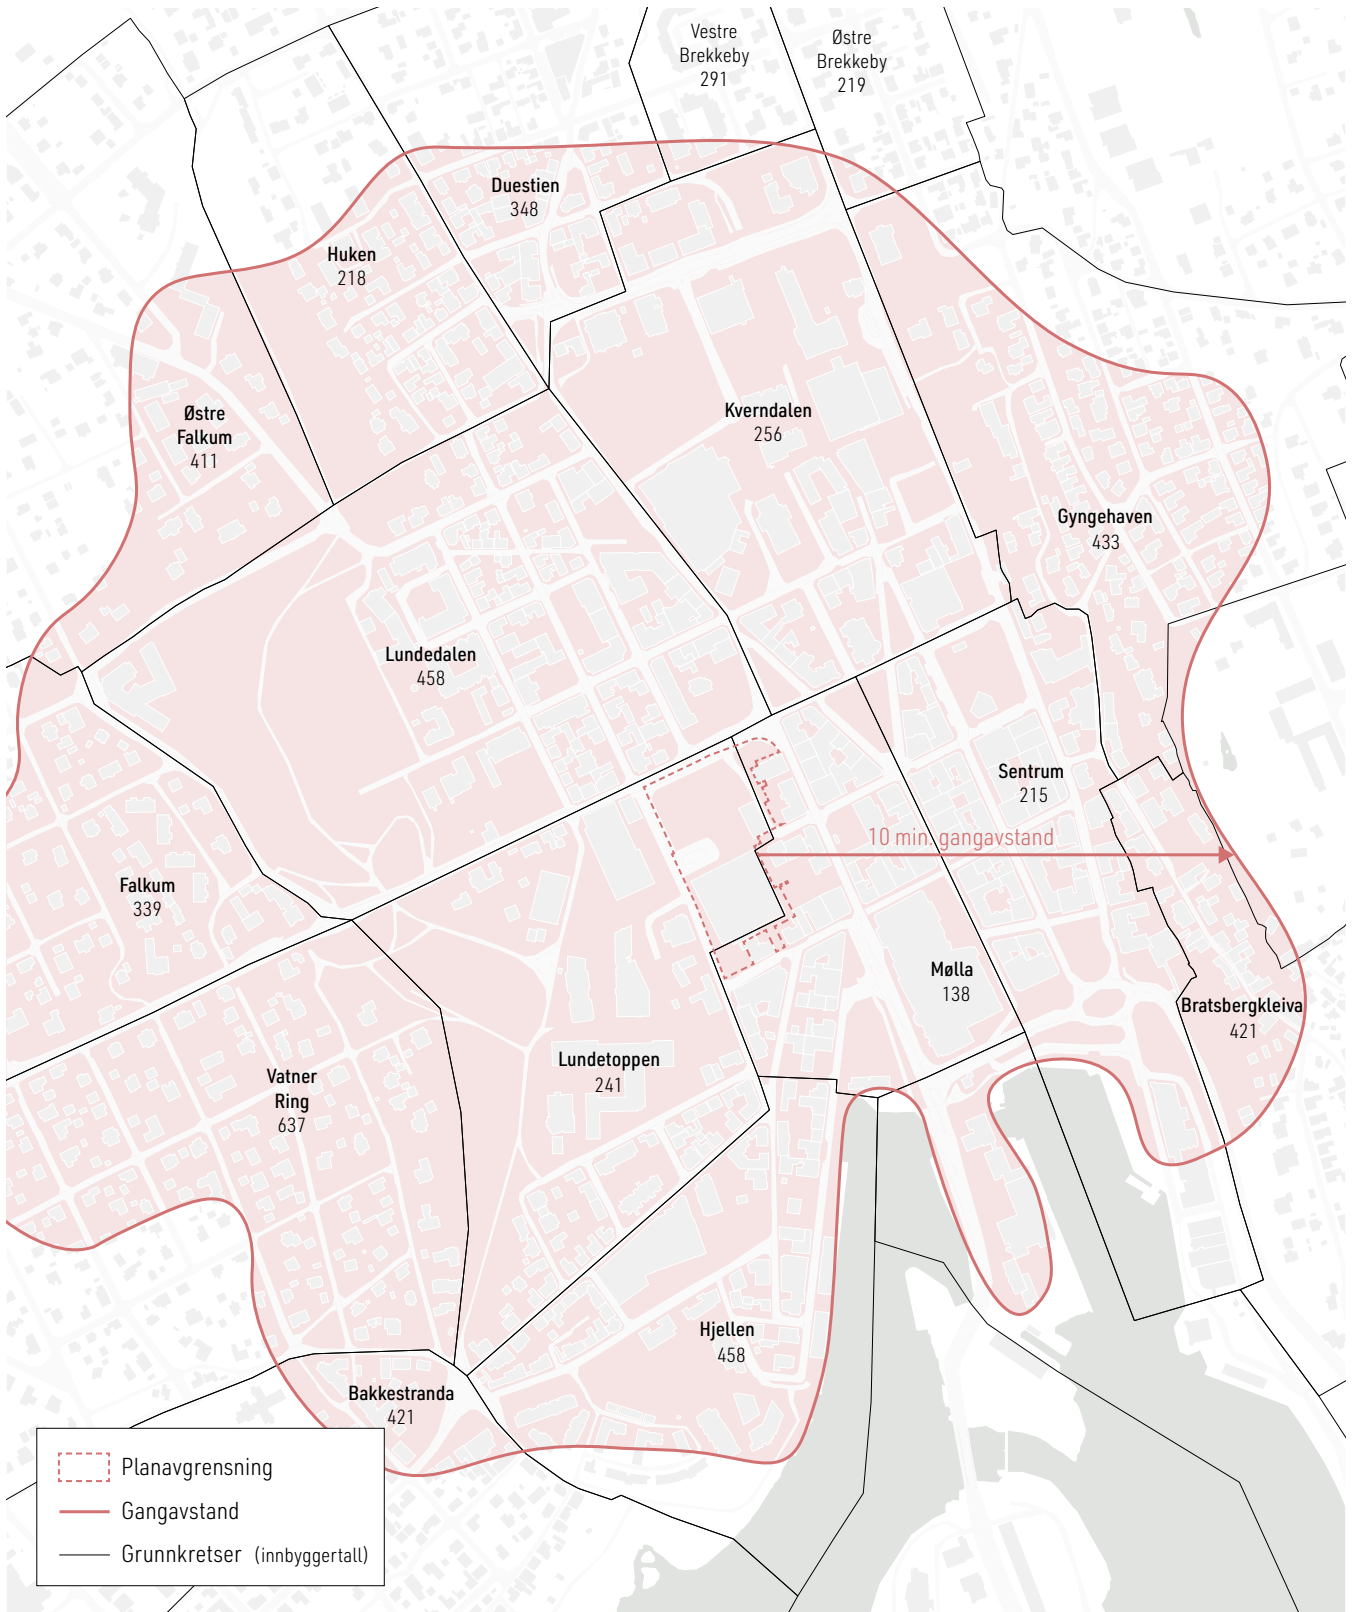 Vestre
Brekkeby
291
Østre
Brekkeby
219
Duestien
348
Huken
218
Østre
Falkum
411
Kverndalen
256
Gyngehaven
433
Lundedalen
458
Sentrum
215
10 min. gangavstand
Falkum
339
Mølla
138
Bratsbergkleiva
421
Lundetoppen
241
Vatner
Ring
637
Hjellen
458
Bakkestranda
421
Planavgrensning
Gangavstand
Grunnkretser (innbyggertall)